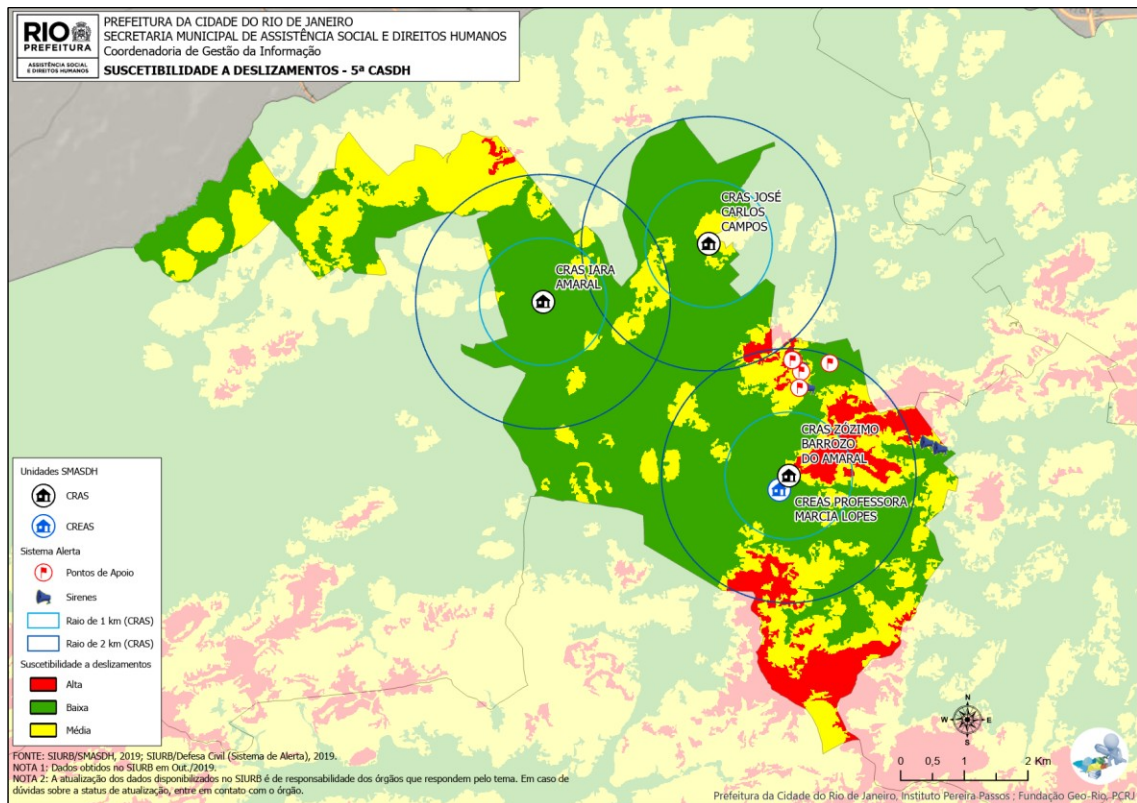 RIO
PREFEITURA
ASSISTÊNCIA SOCIAL
E DIREITOS HUMANOS
PREFEITURA DA CIDADE DO RIO DE JANEIRO
SECRETARIA MUNICIPAL DE ASSISTÊNCIA SOCIAL E DIREITOS HUMANOS
Coordenadoria de Gestão da Informação
SUSCETIBILIDADE A DESLIZAMENTOS - 5ª CASDH
CRAS JOSÉ
CARLOS
CAMPOS
CRAS IARA
AMARAL
CRAS ZÓZIMO
BARROZO
DO AMARAL
CREAS PROFESSORA
MARCIA LOPES
Unidades SMASDH
CRAS
CREAS
Sistema Alerta
Pontos de Apoio
Sirenes
Raio de 1 km (CRAS)
Raio de 2 km (CRAS)
Suscetibilidade a deslizamentos
Alta
Baixa
Média
FONTE: SIURB/SMASDH, 2019; SIURB/Defesa Civil (Sistema de Alerta), 2019.
NOTA 1: Dados obtidos no SIURB em Out./2019.
NOTA 2: A atualização dos dados disponibilizados no SIURB é de responsabilidade dos órgãos que respondem pelo tema. Em caso de
dúvidas sobre a status de atualização, entre em contato com o órgão.
N
W E
S
0 1 2 Km
Prefeitura da Cidade do Rio de Janeiro, Instituto Pereira Passos ; Fundação Geo-Rio, PCRJ